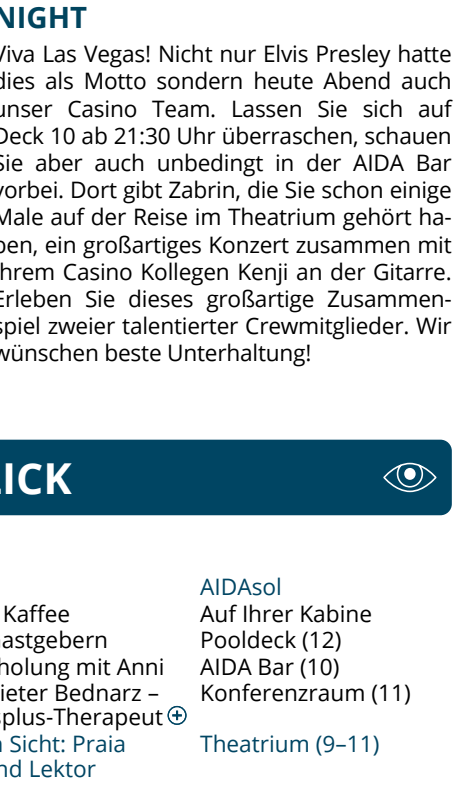 NIGHT
Viva Las Vegas! Nicht nur Elvis Presley hatte
dies als Motto sondern heute Abend auch
unser Casino Team. Lassen Sie sich auf
Deck 10 ab 21:30 Uhr überraschen, schauen
Sie aber auch unbedingt in der AIDA Bar
vorbei. Dort gibt Zabrin, die Sie schon einige
Male auf der Reise im Theatrium gehört ha-
ben, ein großartiges Konzert zusammen mit
ihrem Casino Kollegen Kenji an der Gitarre.
Erleben Sie dieses großartige Zusammen-
spiel zweier talentierter Crewmitglieder. Wir
wünschen beste Unterhaltung!
LICK
AIDAsol
Kaffee Auf Ihrer Kabine
astgebern Pooldeck (12)
holung mit Anni AIDA Bar (10)
ieter Bednarz – Konferenzraum (11)
splus-Therapeut
n Sicht: Praia Theatrium (9–11)
nd Lektor